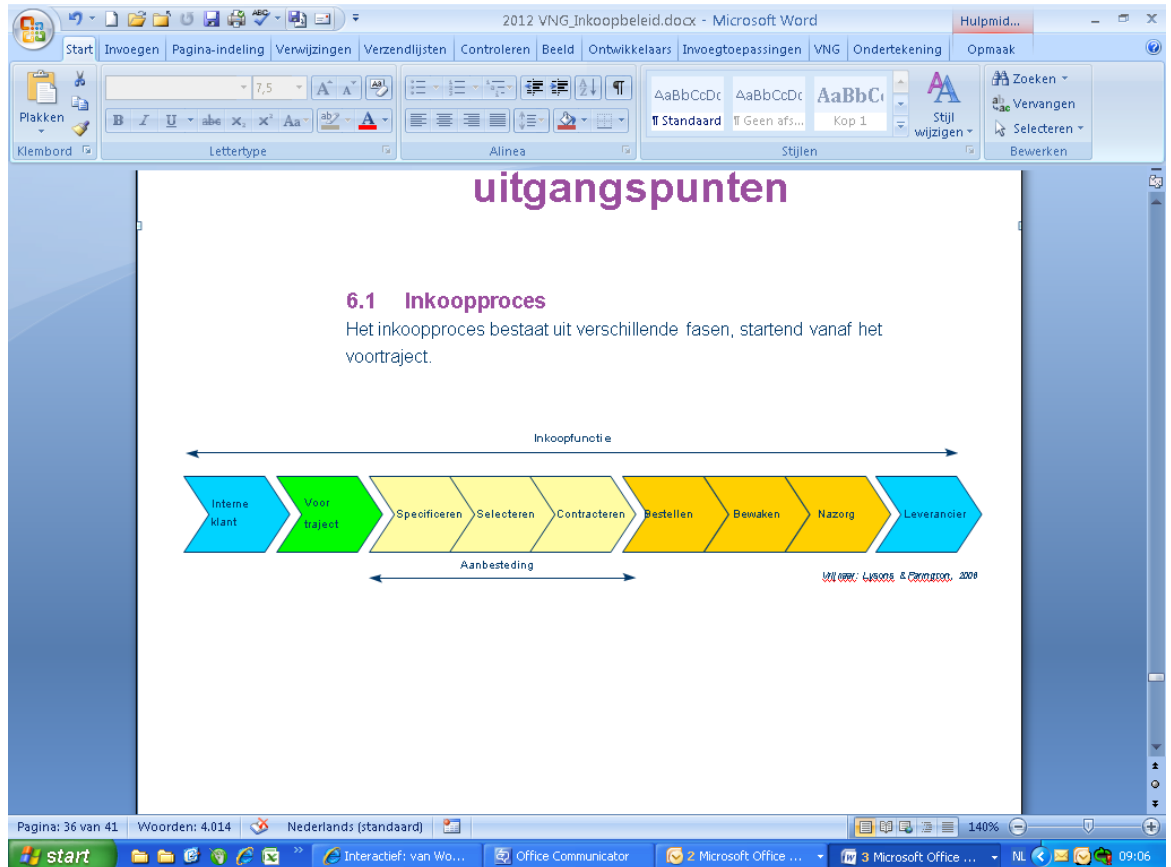 2012 VNG_Inkoopbeleid.docx - Microsoft Word
Hulpmid...
Start Invoegen Pagina-indeling Verwijzingen Verzendlijsten Controleren Beeld Ontwikkelaars Invoegtoepassingen VNG Ondertekening Opmaak
Plakken
7,5
AaBbCcDc AaBbCcDc AaBbC
¶ Standaard ¶ Geen afs... Kop 1
Stijl
wijzigen
Zoeken
Vervangen
Selecteren
Klembord Lettertype Alinea Stijlen Bewerken
uitgangspunten
6.1 Inkoopproces
Het inkoopproces bestaat uit verschillende fasen, startend vanaf het
voortraject.
Inkoopfunctie
Interne
klant
Voor
traject
Specificeren
Selecteren
Contracteren
Bestellen
Bewaken
Nazorg
Leverancier
Aanbesteding
Vrij naar: Lysons & Farington, 2006
Pagina: 36 van 41 Woorden: 4.014 Nederlands (standaard) 140%
start Interactief: van Wo... Office Communicator 2 Microsoft Office ... 3 Microsoft Office ... NL 09:06